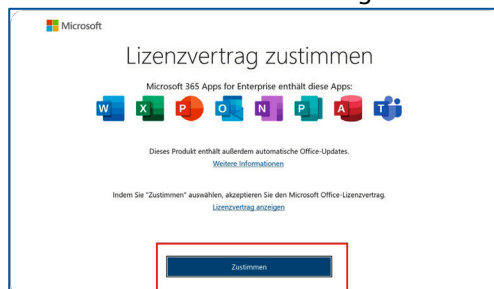 Microsoft
Lizenzvertrag zustimmen
Microsoft 365 Apps for Enterprise enthält diese Apps:
W X P O N P A T
Dieses Produkt enthält außerdem automatische Office-Updates.
Weitere Informationen
Indem Sie "Zustimmen" auswählen, akzeptieren Sie den Microsoft Office-Lizenzvertrag.
Lizenzvertrag anzeigen
Zustimmen